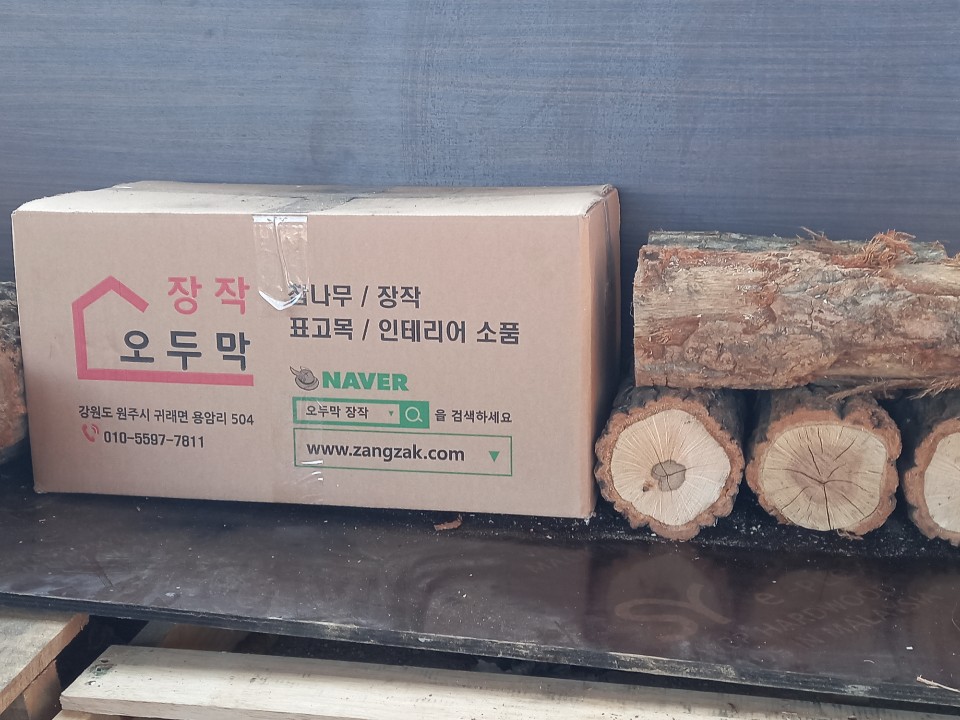 장작
오두막
강원도 원주시 귀래면 용암리 504
010-5597-7811
참나무 / 장작
표고목 / 인테리어 소품
NAVER
오두막 장작
을 검색하세요
www.zangzak.com